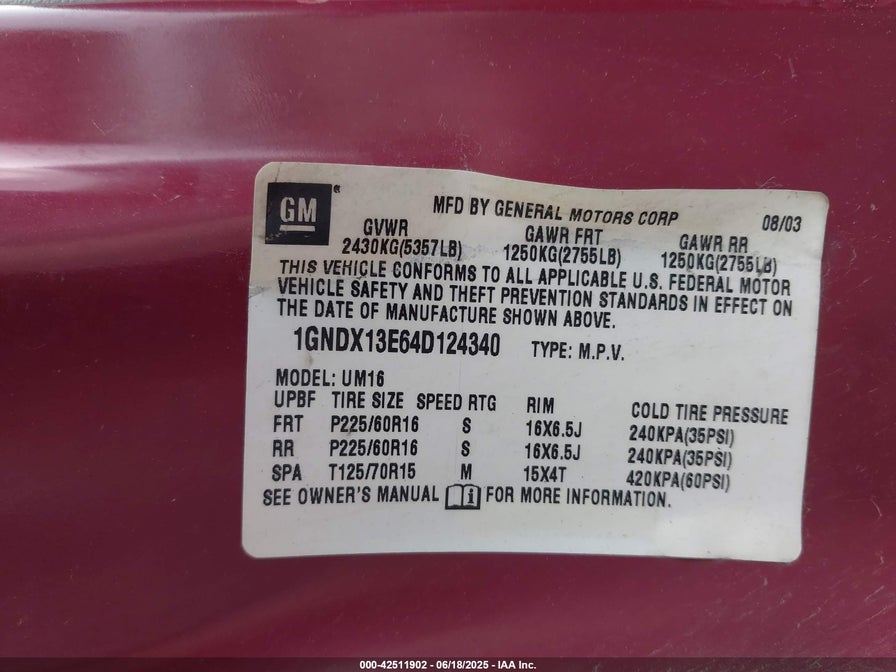 GM®
MFD BY GENERAL MOTORS CORP 08/03
GVWR GAWR FRT GAWR RR
2430KG(5357LB) 1250KG(2755LB) 1250KG(2755LB)
THIS VEHICLE CONFORMS TO ALL APPLICABLE U.S. FEDERAL MOTOR
VEHICLE SAFETY AND THEFT PREVENTION STANDARDS IN EFFECT ON
THE DATE OF MANUFACTURE SHOWN ABOVE.
1GNDX13E64D124340 TYPE: M.P.V.
MODEL: UM16
UPBF TIRE SIZE SPEED RTG RIM COLD TIRE PRESSURE
FRT P225/60R16 S 16X6.5J 240KPA(35PSI)
RR P225/60R16 S 16X6.5J 240KPA(35PSI)
SPA T125/70R15 M 15X4T 420KPA(60PSI)
SEE OWNER'S MANUAL FOR MORE INFORMATION.
000-42511902 - 06/18/2025 - IAA Inc.